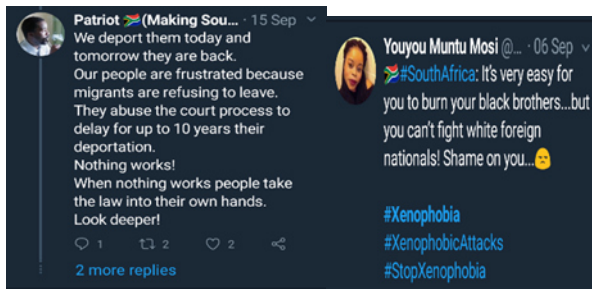 Patriot 🇿🇦(Making Sou... · 15 Sep
We deport them today and
tomorrow they are back.
Our people are frustrated because
migrants are refusing to leave.
They abuse the court process to
delay for up to 10 years their
deportation.
Nothing works!
When nothing works people take
the law into their own hands.
Look deeper!
1 2 2
2 more replies
Youyou Muntu Mosi @... · 06 Sep
🇿🇦#SouthAfrica: It's very easy for
you to burn your black brothers...but
you can't fight white foreign
nationals! Shame on you...😠
#Xenophobia
#XenophobicAttacks
#StopXenophobia